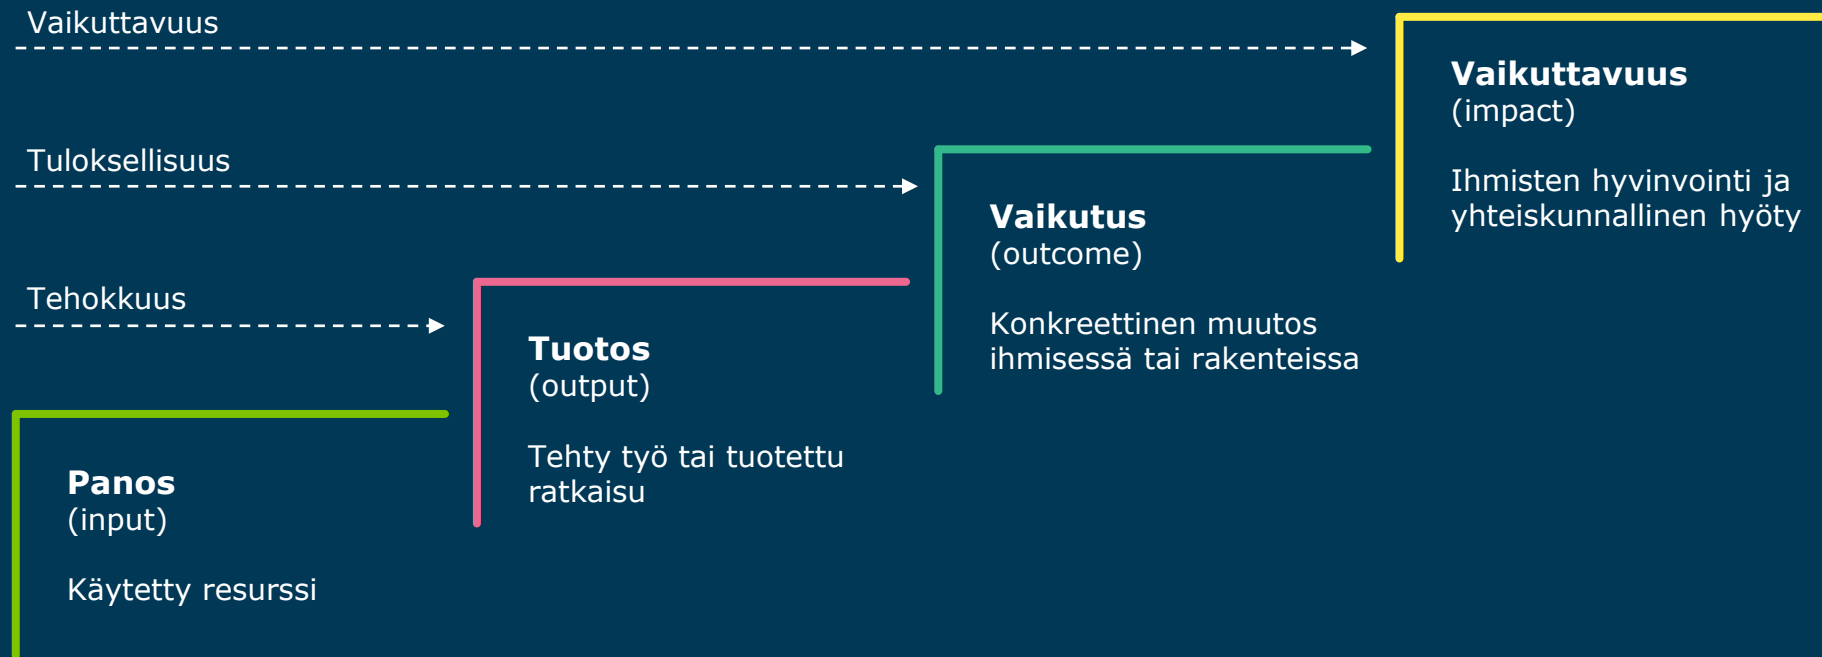 Vaikuttavuus
Vaikuttavuus
(impact)
Ihmisten hyvinvointi ja
yhteiskunnallinen hyöty
Tuloksellisuus
Vaikutus
(outcome)
Konkreettinen muutos
ihmisessä tai rakenteissa
Tehokkuus
Tuotos
(output)
Tehty työ tai tuotettu
ratkaisu
Panos
(input)
Käytetty resurssi